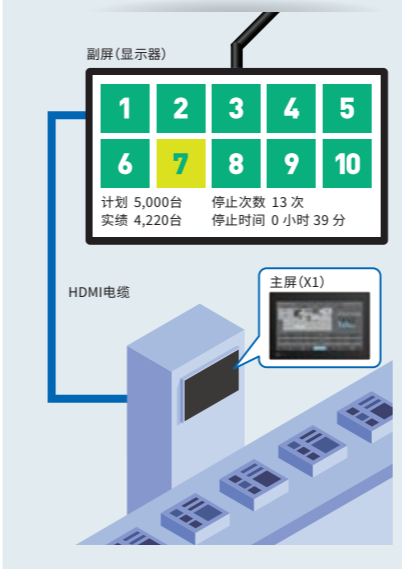 副屏（显示器）
1 2 3 4 5
6 7 8 9 10
计划 5,000台 停止次数 13 次
实绩 4,220台 停止时间 0 小时 39 分
HDMI电缆
主屏（X1）